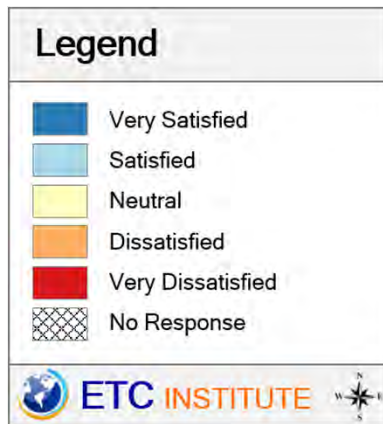 Legend
Very Satisfied
Satisfied
Neutral
Dissatisfied
Very Dissatisfied
No Response
ETC INSTITUTE
N
W E
S